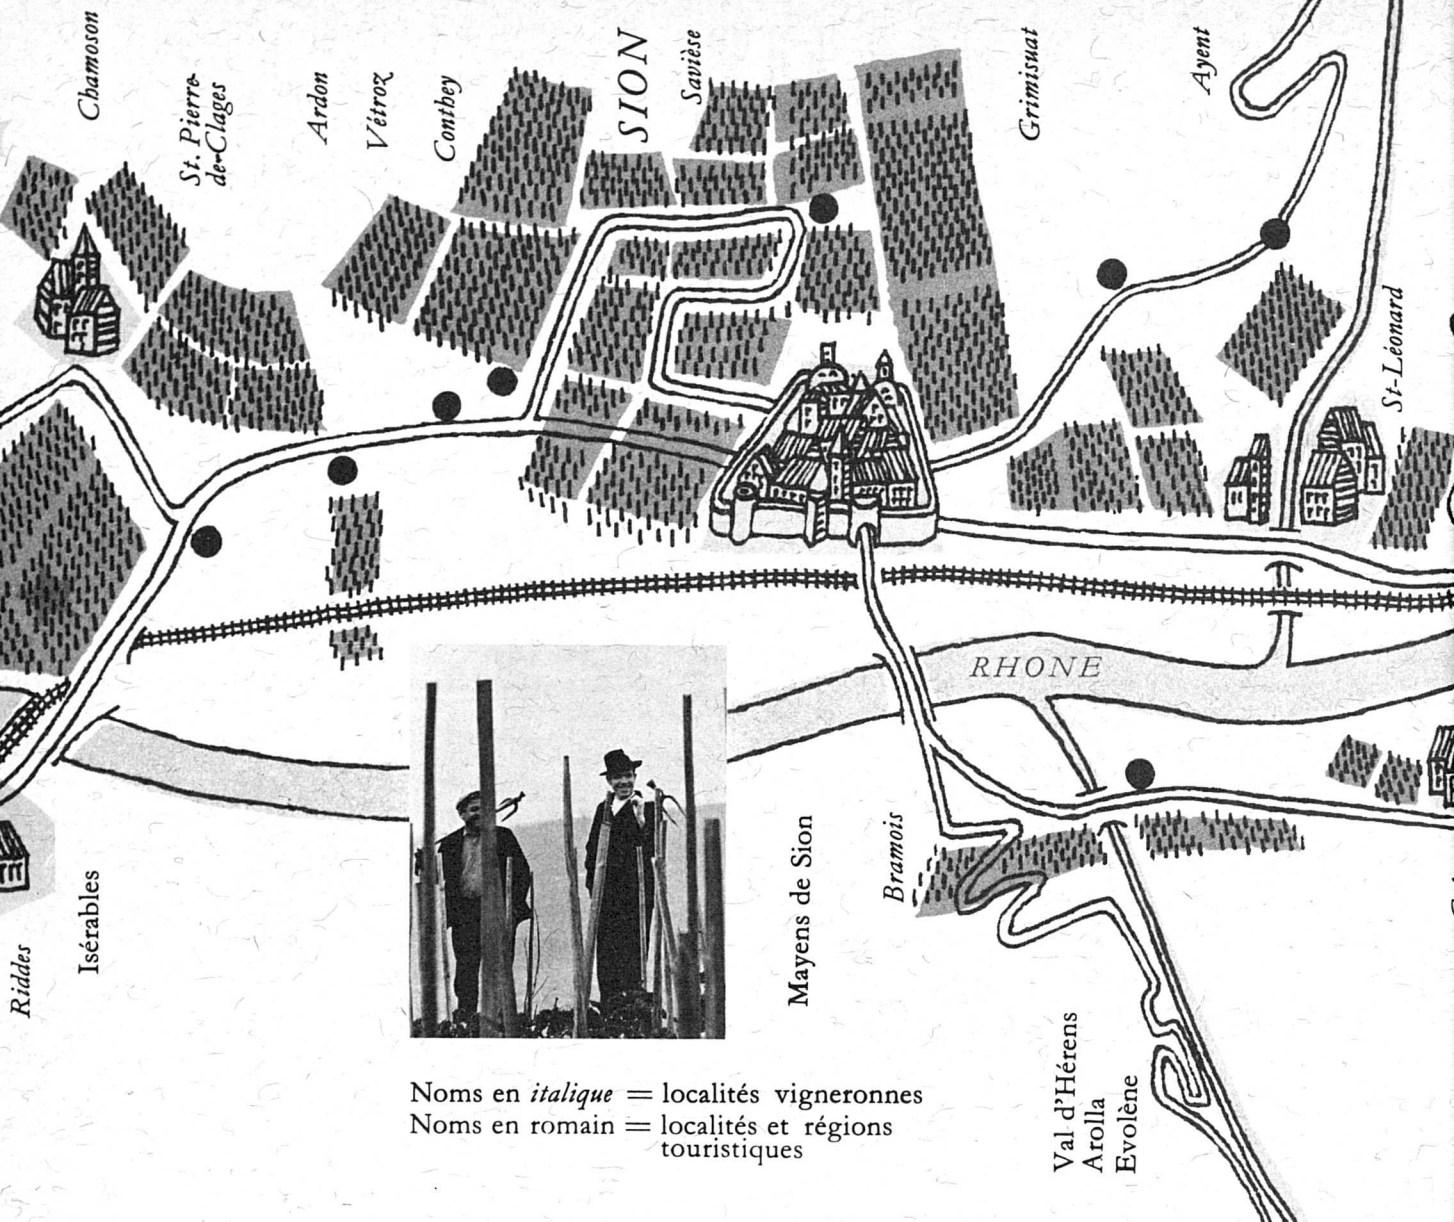 Chamoson
St. Pierre-
de-Clages
Ardon
Vétroz
Conthey
SION
Savièse
Grimisuat
Ayent
St-Léonard
RHONE
Riddes
Isérables
Mayens de Sion
Bramois
Val d'Hérens
Arolla
Evolène
Noms en italique = localités vigneronnes
Noms en romain = localités et régions
touristiques